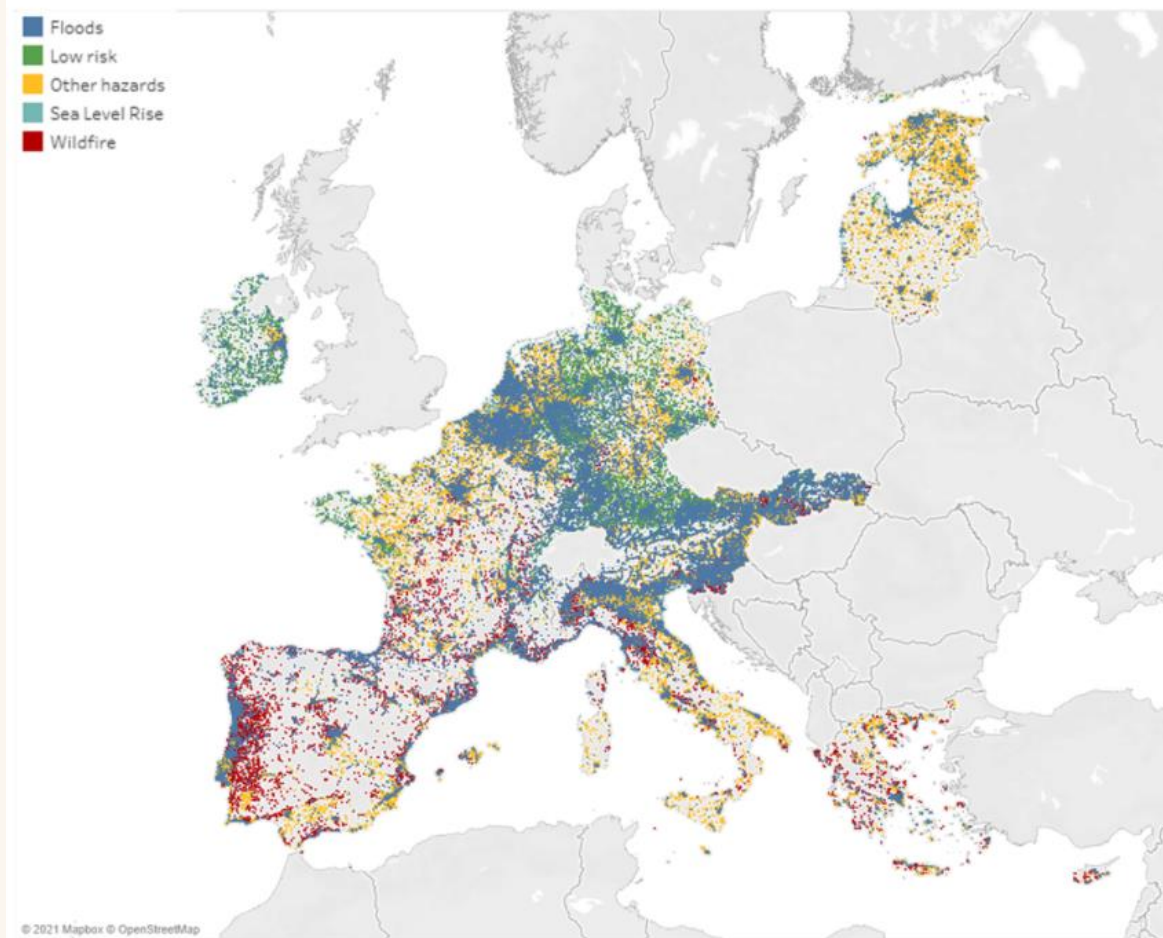 Floods
Low risk
Other hazards
Sea Level Rise
Wildfire
© 2021 Mapbox © OpenStreetMap